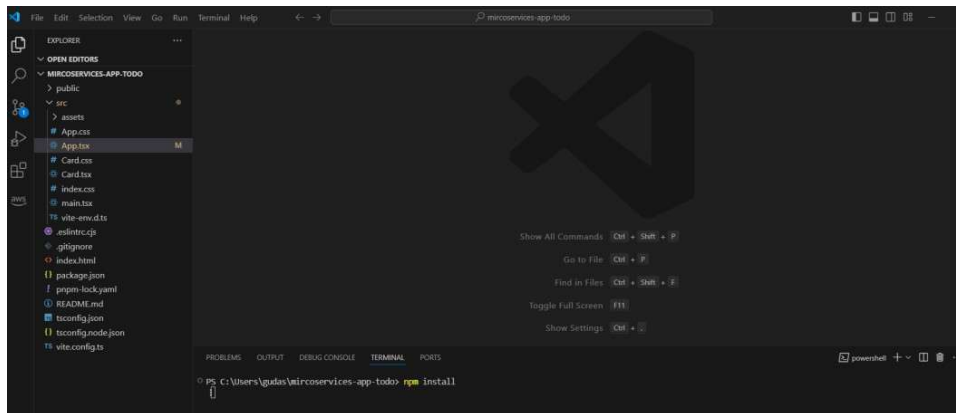 File Edit Selection View Go Run Terminal Help
mircoservices-app-todo
EXPLORER
OPEN EDITORS
MIRCOSERVICES-APP-TODO
public
src
assets
# App.css
App.tsx M
# Card.css
Card.tsx
# index.css
main.tsx
TS vite-env.d.ts
.eslintrc.cjs
.gitignore
index.html
{} package.json
! pnpm-lock.yaml
README.md
tsconfig.json
{} tsconfig.node.json
TS vite.config.ts
aws
1
Show All Commands Ctrl + Shift + P
Go to File Ctrl + P
Find in Files Ctrl + Shift + F
Toggle Full Screen F11
Show Settings Ctrl + ,
PROBLEMS OUTPUT DEBUG CONSOLE TERMINAL PORTS
powershell
PS C:\Users\gudas\mircoservices-app-todo> npm install